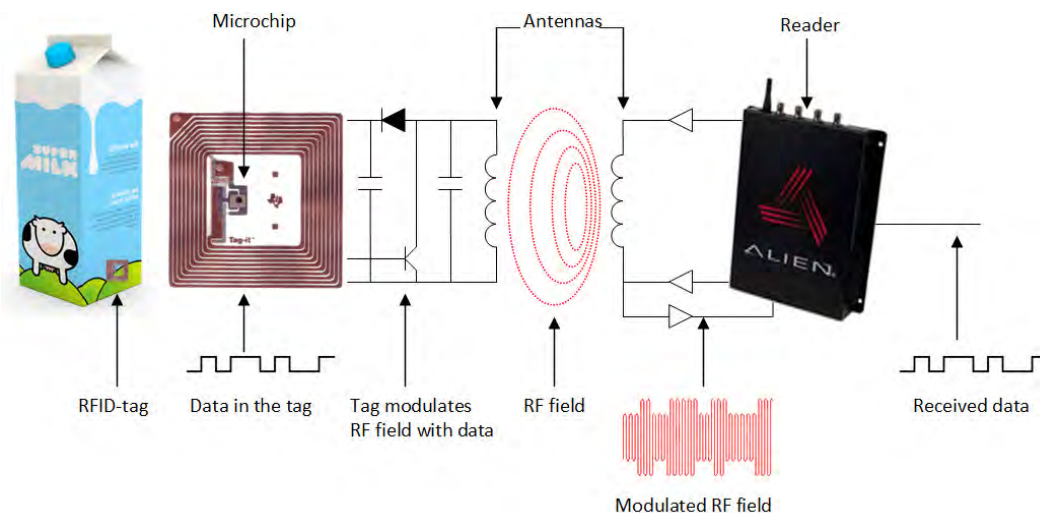 Microchip
Antennas
Reader
SUPER
MILK
Tag-it™
ALIEN®
RFID-tag
Data in the tag
Tag modulates
RF field with data
RF field
Received data
Modulated RF field